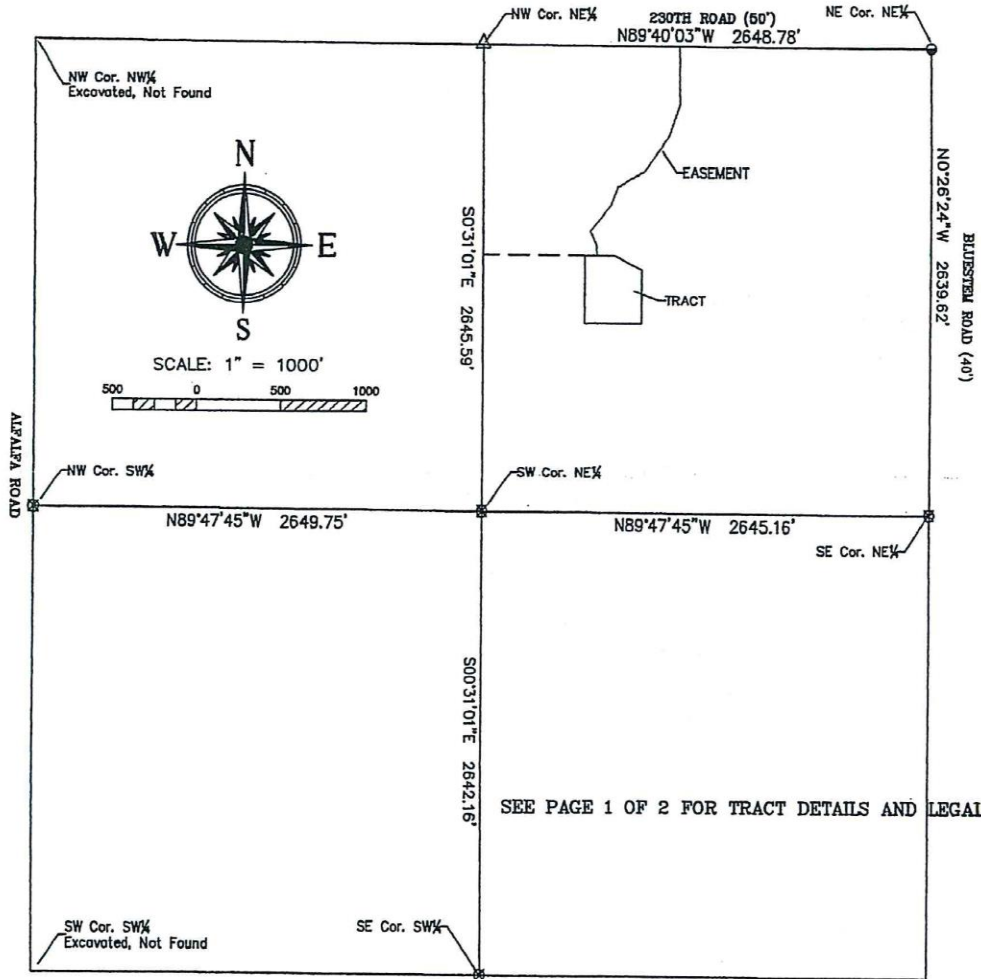 NW Cor. NE¼
230TH ROAD (50')
NE Cor. NE¼
N89°40'03"W 2648.78'
NW Cor. NW¼
Excavated, Not Found
N
W
E
S
SCALE: 1" = 1000'
500 0 500 1000
EASEMENT
TRACT
S0°31'01"E 2645.59'
N0°26'24"W 2639.62'
BLUESTEM ROAD (40')
ALFALFA ROAD
NW Cor. SW¼
SW Cor. NE¼
N89°47'45"W 2649.75'
N89°47'45"W 2645.16'
SE Cor. NE¼
S00°31'01"E 2642.16'
SEE PAGE 1 OF 2 FOR TRACT DETAILS AND LEGAL
SW Cor. SW¼
Excavated, Not Found
SE Cor. SW¼